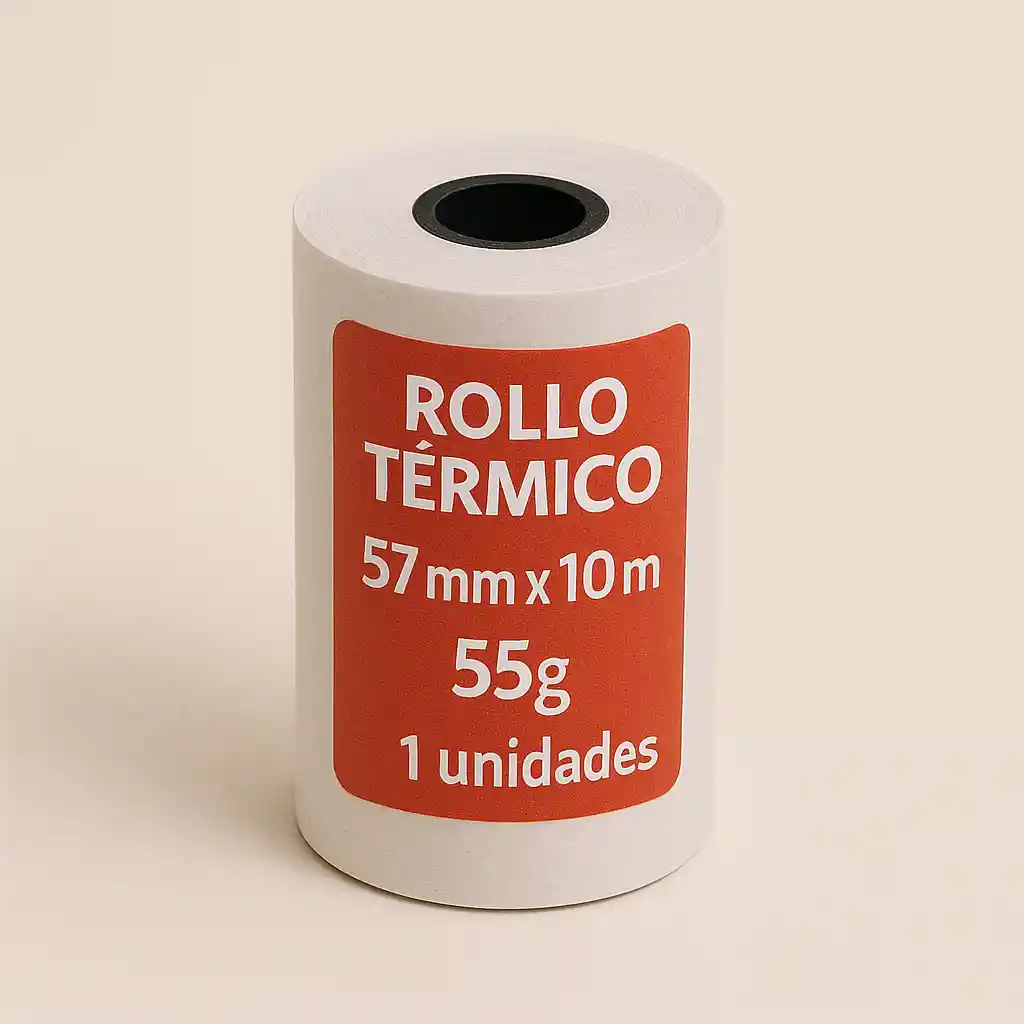 ROLLO
TÉRMICO
57 mm x 10 m
55g
1 unidades